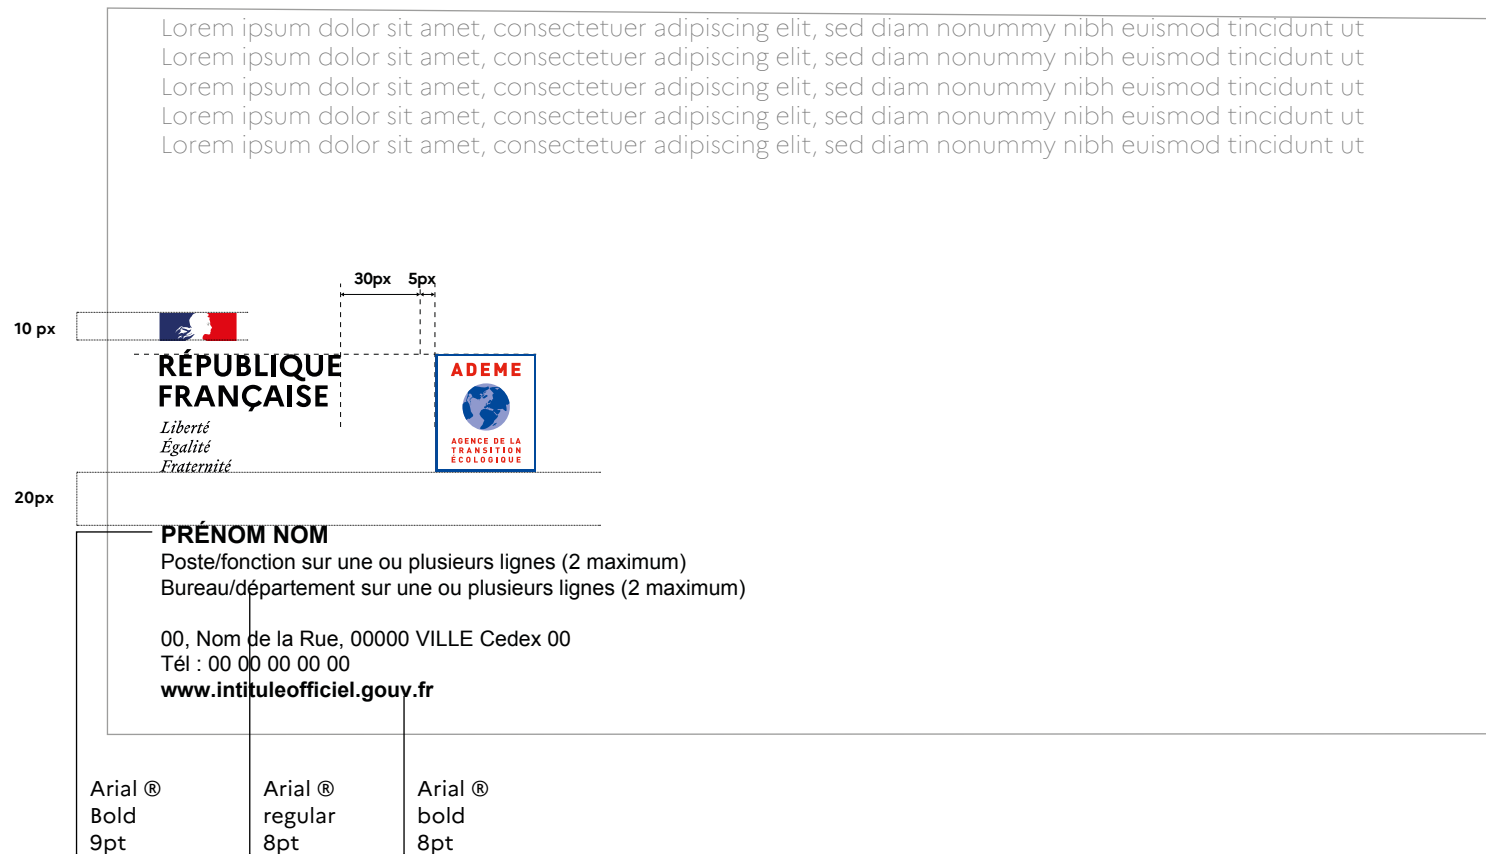 Lorem ipsum dolor sit amet, consectetuer adipiscing elit, sed diam nonummy nibh euismod tincidunt ut
Lorem ipsum dolor sit amet, consectetuer adipiscing elit, sed diam nonummy nibh euismod tincidunt ut
Lorem ipsum dolor sit amet, consectetuer adipiscing elit, sed diam nonummy nibh euismod tincidunt ut
Lorem ipsum dolor sit amet, consectetuer adipiscing elit, sed diam nonummy nibh euismod tincidunt ut
Lorem ipsum dolor sit amet, consectetuer adipiscing elit, sed diam nonummy nibh euismod tincidunt ut
30px 5px
10 px
RÉPUBLIQUE
FRANÇAISE
Liberté
Égalité
Fraternité
ADEME
AGENCE DE LA
TRANSITION
ÉCOLOGIQUE
20px
PRÉNOM NOM
Poste/fonction sur une ou plusieurs lignes (2 maximum)
Bureau/département sur une ou plusieurs lignes (2 maximum)
00, Nom de la Rue, 00000 VILLE Cedex 00
Tél : 00 00 00 00 00
www.intituleofficiel.gouv.fr
Arial ®
Bold
9pt
Arial ®
regular
8pt
Arial ®
bold
8pt